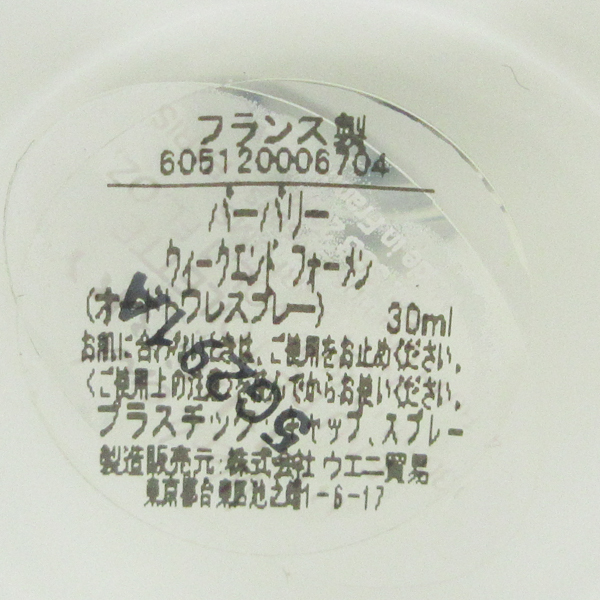 フランス製
605120006704
バーバリー
ウィークエンド フォーメン
(オードトワレスプレー) 30ml
お肌に合わないときは、ご使用をお止めください。
くご使用上の注意を読んでからお使いください。
プラスチック:キャップ、スプレー
製造販売元:株式会社 ウエニ貿易
東京都台東区池之端1-6-17